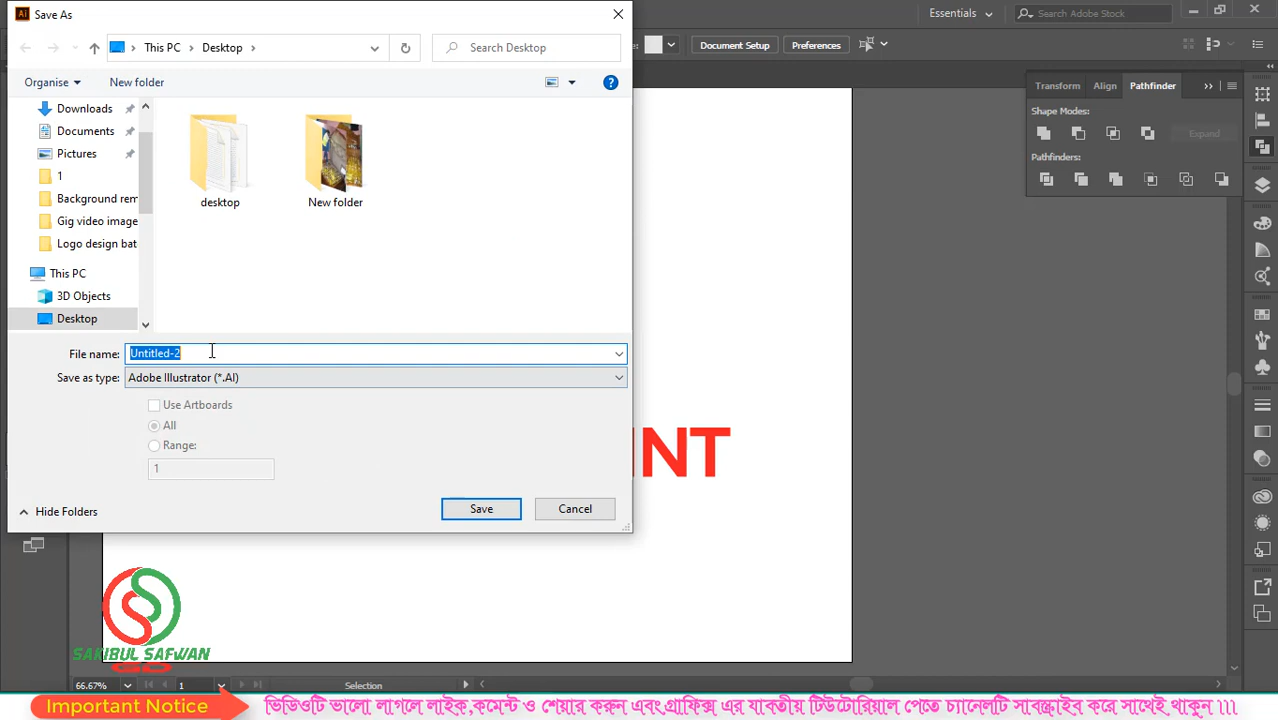 Ai Save As
Essentials
Search Adobe Stock
This PC > Desktop >
Search Desktop
Document Setup
Preferences
Organise
New folder
Transform
Align
Pathfinder
Shape Modes:
Expand
Pathfinders:
Downloads
Documents
Pictures
1
Background rem
Gig video image
Logo design bat
This PC
3D Objects
Desktop
desktop
New folder
File name: Untitled-2
Save as type: Adobe Illustrator (*.AI)
Use Artboards
All
Range:
1
Hide Folders
Save
Cancel
NT
SAKIBUL SAFWAN
66.67%
1
Selection
Important Notice
ভিডিওটি ভালো লাগলে লাইক,কমেন্ট ও শেয়ার করুন এবং গ্রাফিক্স এর যাবতীয় টিউটোরিয়াল পেতে চ্যানেলটি সাবস্ক্রাইব করে সাথেই থাকুন !!!